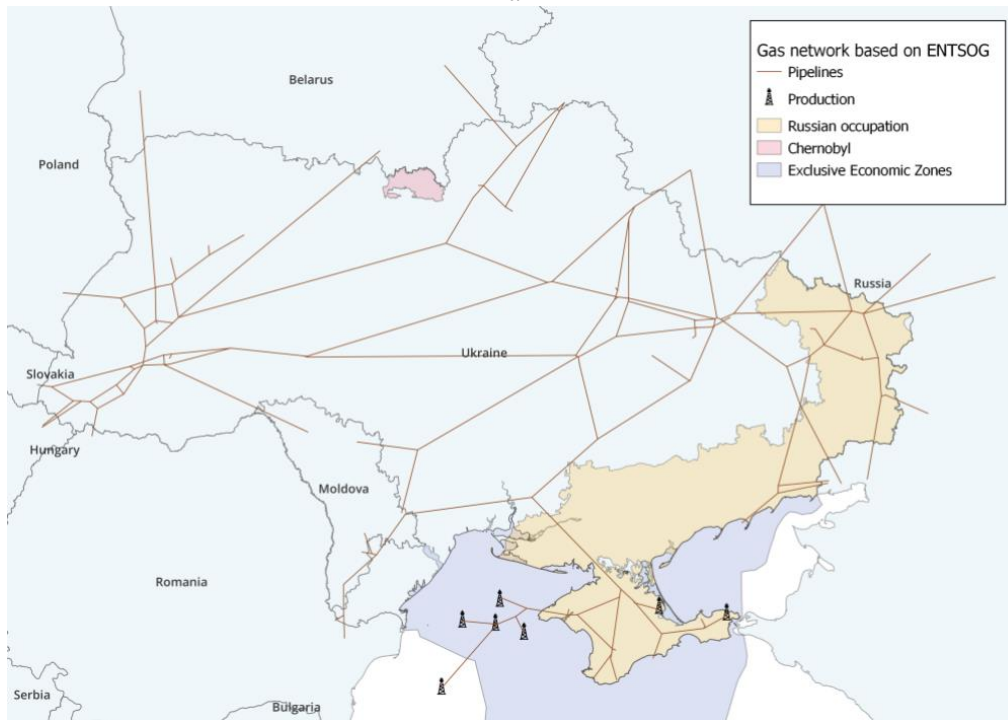 Gas network based on ENTSOG
Pipelines
Production
Russian occupation
Chernobyl
Exclusive Economic Zones
Belarus
Poland
Russia
Ukraine
Slovakia
Hungary
Moldova
Romania
Serbia
Bulgaria